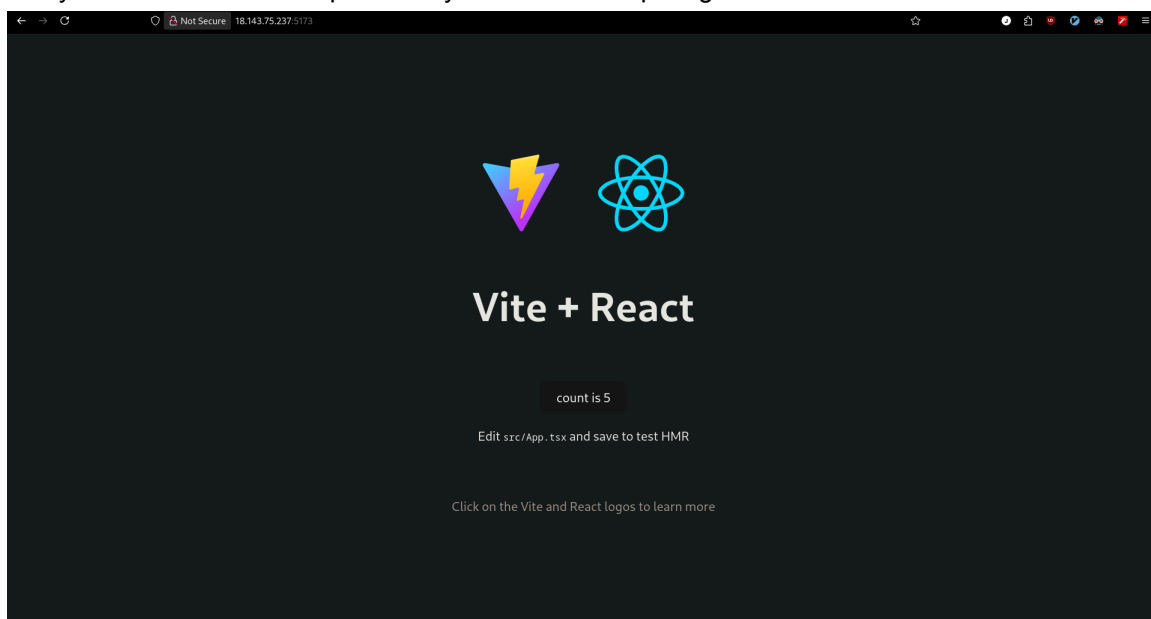 Not Secure 18.143.75.237:5173
Vite + React
count is 5
Edit src/App.tsx and save to test HMR
Click on the Vite and React logos to learn more